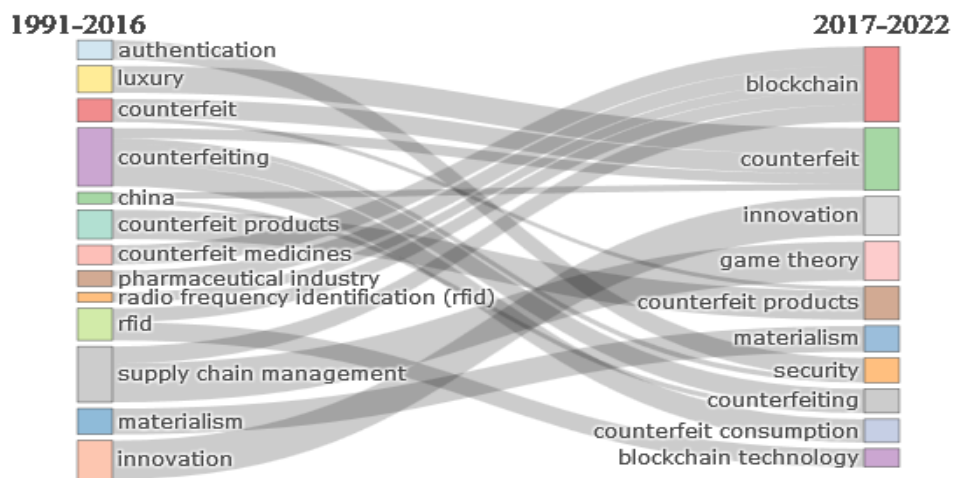 1991-2016
2017-2022
authentication
luxury
counterfeit
counterfeiting
china
counterfeit products
counterfeit medicines
pharmaceutical industry
radio frequency identification (rfid)
rfid
supply chain management
materialism
innovation
blockchain
counterfeit
innovation
game theory
counterfeit products
materialism
security
counterfeiting
counterfeit consumption
blockchain technology